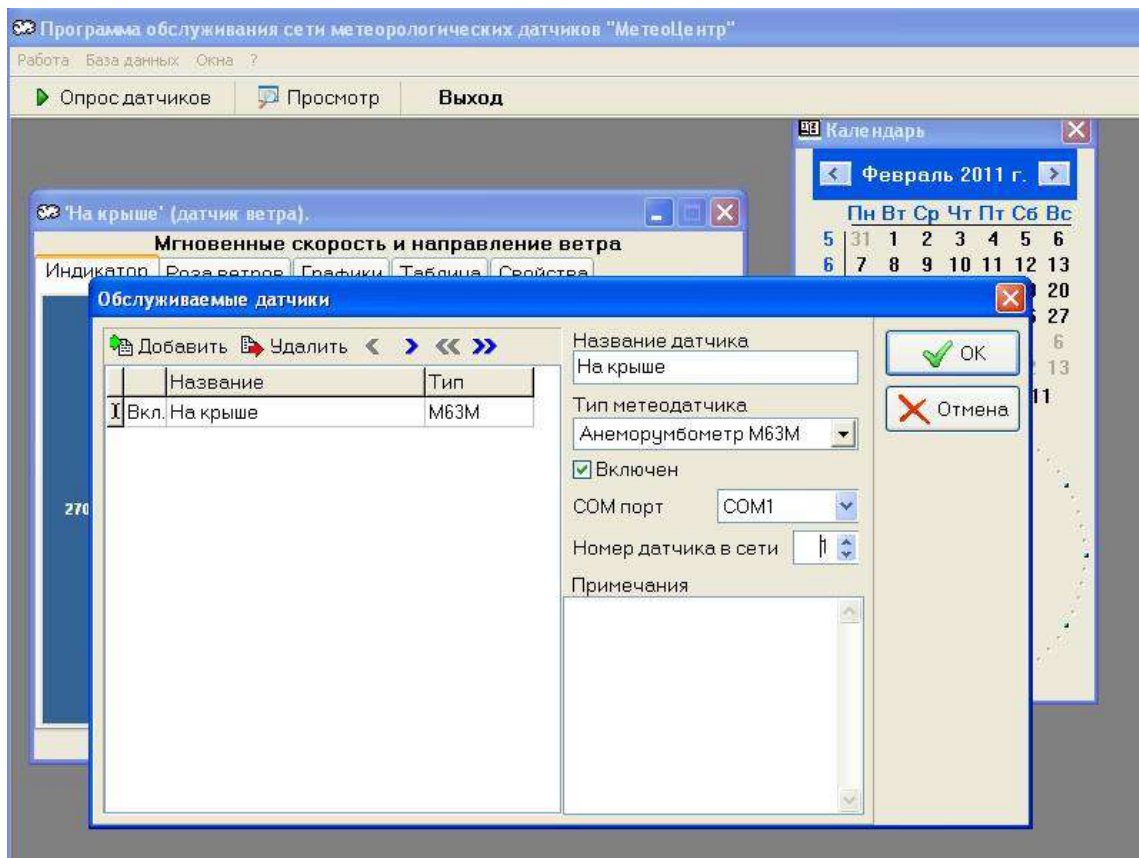 Программа обслуживания сети метеорологических датчиков "МетеоЦентр"
Работа База данных Окна ?
Опрос датчиков Просмотр Выход
Календарь
Февраль 2011 г.
Пн Вт Ср Чт Пт Сб Вс
5 31 1 2 3 4 5 6
6 7 8 9 10 11 12 13
20
27
6
13
11
'На крыше' (датчик ветра).
Мгновенные скорость и направление ветра
Индикатор Роза ветров Графики Таблица Свойства
270
Обслуживаемые датчики
Добавить Удалить
Название Тип
Вкл. На крыше М63М
Название датчика
На крыше
Тип метеодатчика
Анеморумбометр М63М
Включен
COM порт COM1
Номер датчика в сети 1
Примечания
OK
Отмена